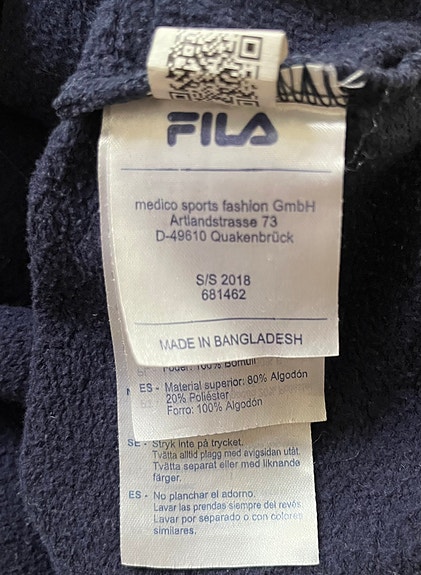 FILA
medico sports fashion GmbH
Artlandstrasse 73
D-49610 Quakenbrück
S/S 2018
681462
MADE IN BANGLADESH
Foder: 100% Bomull
ES - Material superior: 80% Algodón
20% Poliéster
Forro: 100% Algodón
SE - Stryk inte på trycket.
Tvätta alltid plagg med avigsidan utåt.
Tvätta separat eller med liknande
färger.
ES - No planchar el adorno.
Lavar las prendas siempre del revés.
Lavar por separado o con colores
similares.